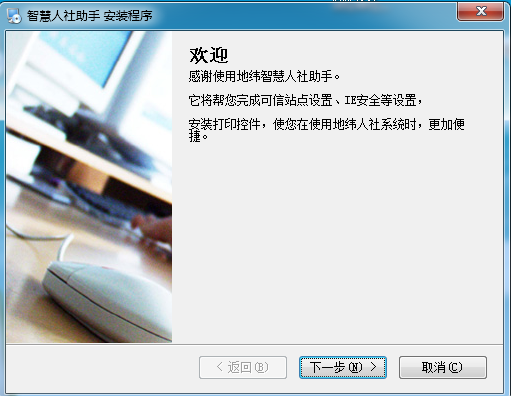 智慧人社助手 安装程序
欢迎
感谢使用地纬智慧人社助手。
它将帮您完成可信站点设置、IE安全等设置，
安装打印控件，使您在使用地纬人社系统时，更加便
捷。
< 返回(B)
下一步(N) >
取消(C)